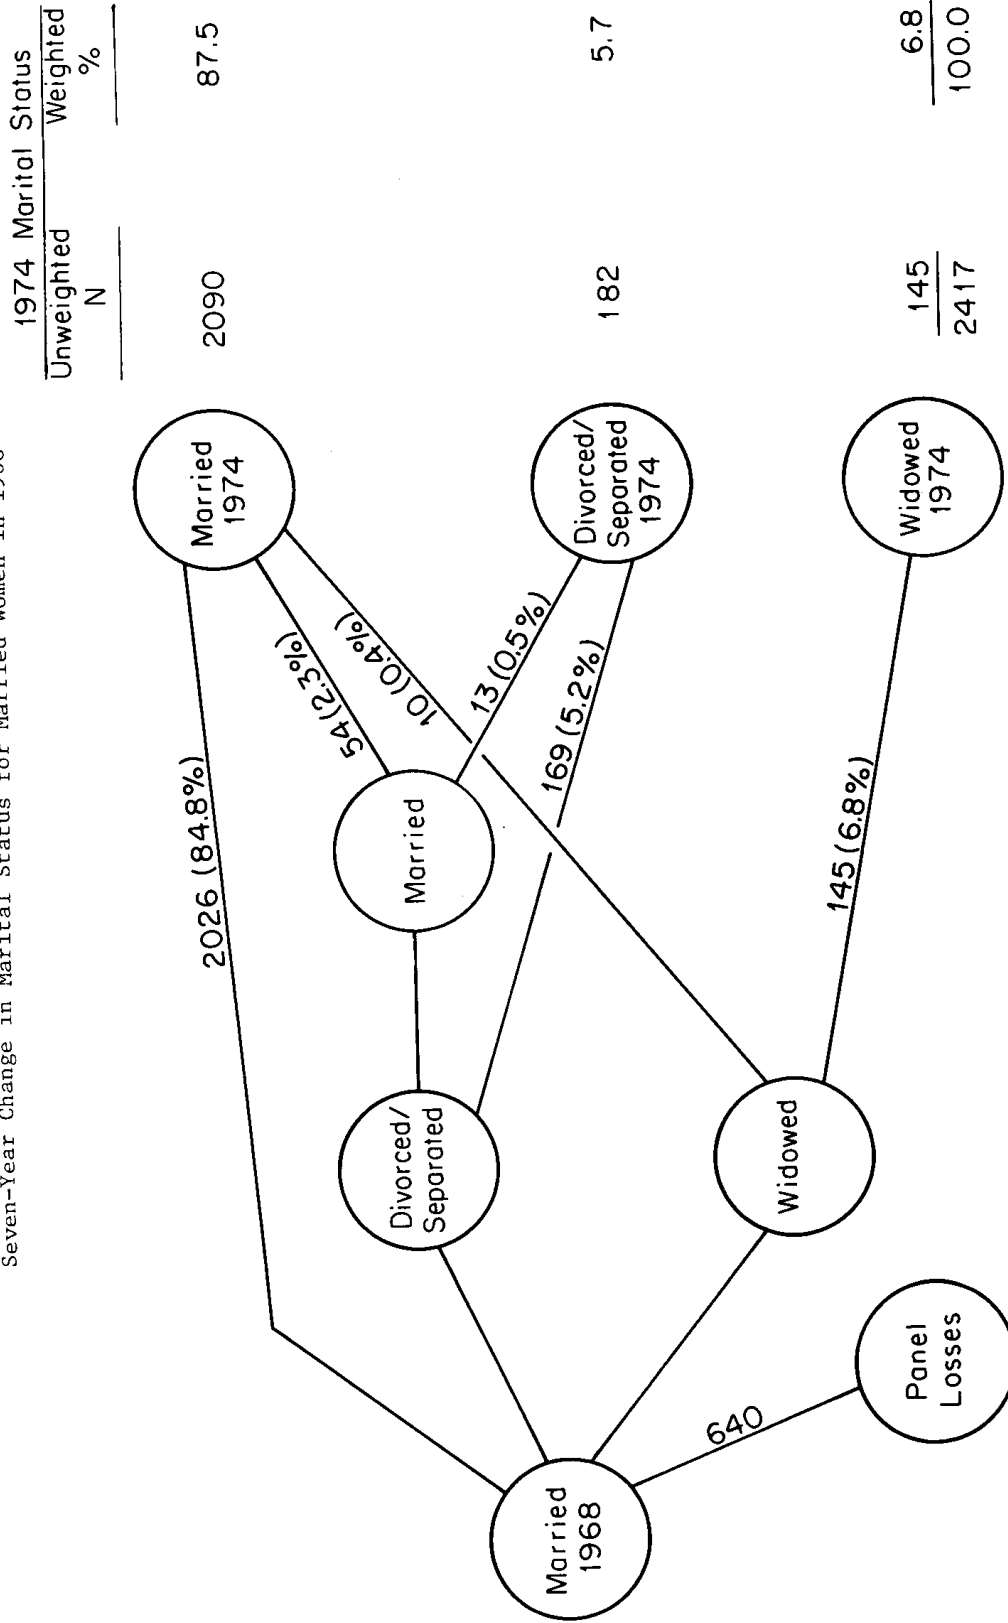 Seven-Year Change in Marital Status for Married Women in
1974 Marital Status
Unweighted
N
Weighted
%
Married
1968
640
Panel
Losses
Divorced/
Separated
Widowed
Married
2026 (84.8%)
54 (2.3%)
10 (0.4%)
13 (0.5%)
169 (5.2%)
145 (6.8%)
Married
1974
2090
87.5
Divorced/
Separated
1974
182
5.7
Widowed
1974
145
6.8
2417
100.0